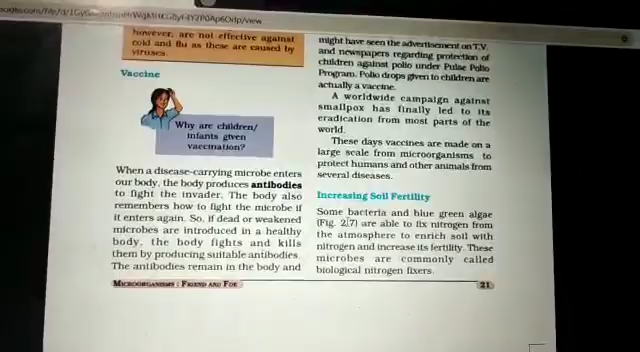 however, are not effective against
cold and flu as these are caused by
viruses.
Vaccine
Why are children/
infants given
vaccination?
When a disease-carrying microbe enters
our body, the body produces antibodies
to fight the invader. The body also
remembers how to fight the microbe if
it enters again. So, if dead or weakened
microbes are introduced in a healthy
body, the body fights and kills
them by producing suitable antibodies.
The antibodies remain in the body and
might have seen the advertisement on T.V.
and newspapers regarding protection of
children against polio under Pulse Polio
Program. Polio drops given to children are
actually a vaccine.
A worldwide campaign against
smallpox has finally led to its
eradication from most parts of the
world.
These days vaccines are made on a
large scale from microorganisms to
protect humans and other animals from
several diseases.
Increasing Soil Fertility
Some bacteria and blue green algae
(Fig. 2.7) are able to fix nitrogen from
the atmosphere to enrich soil with
nitrogen and increase its fertility. These
microbes are commonly called
biological nitrogen fixers.
Microorganisms : Friend and Foe
21